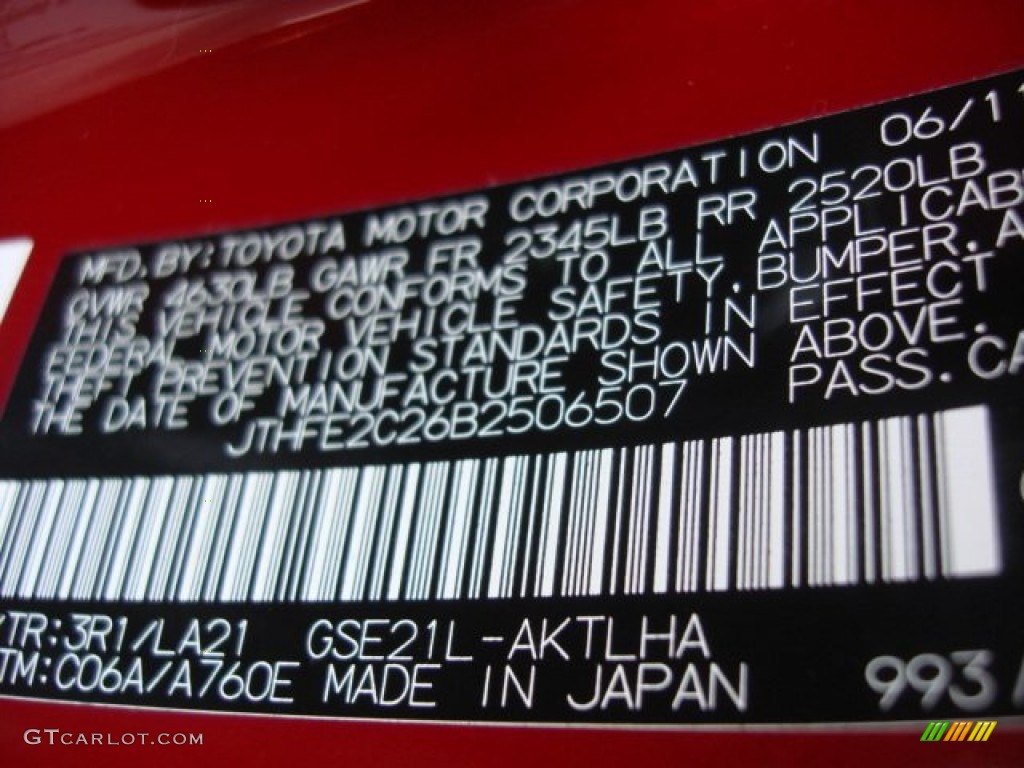 06/11
MFD. BY: TOYOTA MOTOR CORPORATION
GVWR 4630LB GAWR FR 2345LB RR 2520LB
THIS VEHICLE CONFORMS TO ALL APPLICAB
FEDERAL MOTOR VEHICLE SAFETY, BUMPER, A
THEFT PREVENTION STANDARDS IN EFFECT
THE DATE OF MANUFACTURE SHOWN ABOVE.
JTHFE2C26B2506507 PASS. CA
TR: 3R1/LA21 GSE21L-AKTLHA
TM: C06A/A760E MADE IN JAPAN 993
GTCARLOT.COM